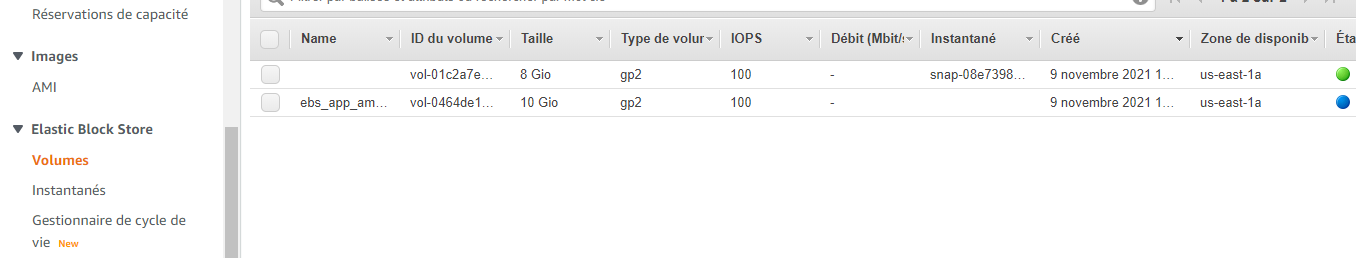 Réservations de capacité
Images
AMI
Elastic Block Store
Volumes
Instantanés
Gestionnaire de cycle de
vie New
Name ID du volume Taille Type de volur IOPS Débit (Mbit/s Instantané Créé Zone de disponib Éta
vol-01c2a7e... 8 Gio gp2 100 - snap-08e7398... 9 novembre 2021 1... us-east-1a
ebs_app_am... vol-0464de1... 10 Gio gp2 100 - 9 novembre 2021 1... us-east-1a